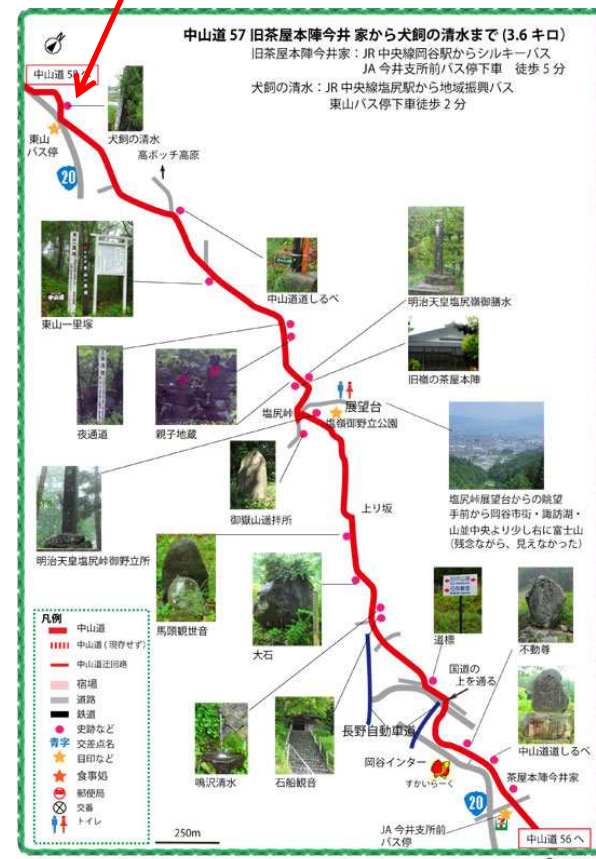 中山道 57 旧茶屋本陣今井 家から犬飼の清水まで (3.6 キロ)
旧茶屋本陣今井家：JR 中央線岡谷駅からシルキーバス
JA 今井支所前バス停下車　徒歩 5 分
犬飼の清水：JR 中央線塩尻駅から地域振興バス
東山バス停下車徒歩 2 分
中山道 58 へ
犬飼の清水
東山
バス停
20
高ボッチ高原
中山道道しるべ
東山一里塚
明治天皇塩尻嶺御膳水
旧嶺の茶屋本陣
夜通道
親子地蔵
展望台
塩尻峠
塩嶺御野立公園
御嶽山遥拝所
塩尻峠展望台からの眺望
手前から岡谷市街・諏訪湖・
山並中央より少し右に富士山
(残念ながら、見えなかった)
明治天皇塩尻峠御野立所
上り坂
馬頭観世音
大石
道標
不動尊
国道の
上を通る
鳴沢清水
石船観音
長野自動車道
岡谷インター
すかいらーく
中山道道しるべ
茶屋本陣今井家
20
JA 今井支所前
バス停
中山道 56 へ
凡例
中山道
中山道 ( 現存せず )
中山道迂回路
宿場
道路
鉄道
史跡など
青字 交差点名
目印など
食事処
郵便局
交番
トイレ
250m